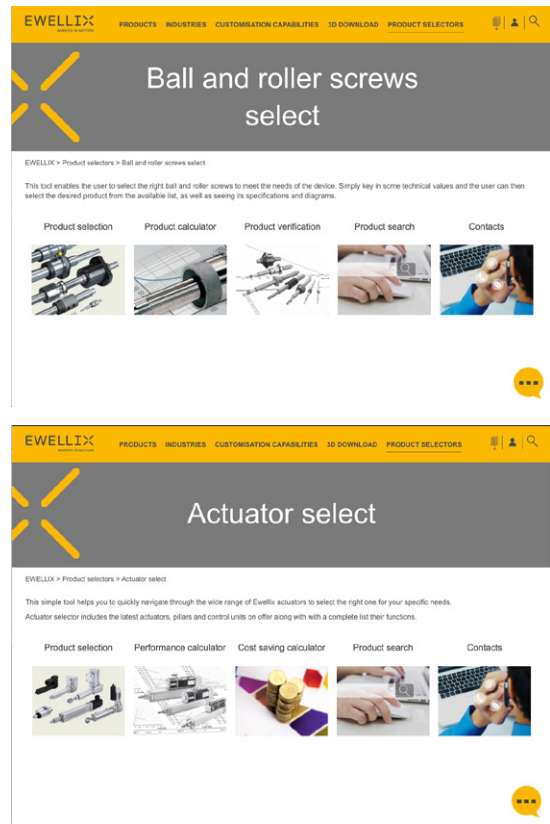 EWELLIX
MAKERS IN MOTION
PRODUCTS INDUSTRIES CUSTOMISATION CAPABILITIES 3D DOWNLOAD PRODUCT SELECTORS
Ball and roller screws
select
EWELLIX > Product selectors > Ball and roller screws select
This tool enables the user to select the right ball and roller screws to meet the needs of the device. Simply key in some technical values and the user can then
select the desired product from the available list, as well as seeing its specifications and diagrams.
Product selection Product calculator Product verification Product search Contacts
EWELLIX
MAKERS IN MOTION
PRODUCTS INDUSTRIES CUSTOMISATION CAPABILITIES 3D DOWNLOAD PRODUCT SELECTORS
Actuator select
EWELLIX > Product selectors > Actuator select
This simple tool helps you to quickly navigate through the wide range of Ewellix actuators to select the right one for your specific needs.
Actuator selector includes the latest actuators, pillars and control units on offer along with with a complete list their functions.
Product selection Performance calculator Cost saving calculator Product search Contacts